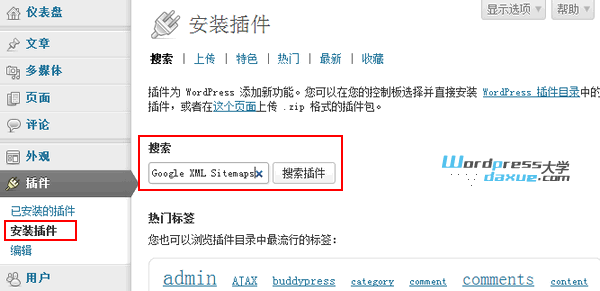 显示选项 ▼ 帮助 ▼
仪表盘
文章
多媒体
页面
评论
外观
插件
已安装的插件
安装插件
编辑
用户
安装插件
搜索 | 上传 | 特色 | 热门 | 最新 | 收藏
插件为 WordPress 添加新功能。您可以在您的控制板选择并直接安装 WordPress 插件目录中的
插件，或者在这个页面上传 .zip 格式的插件包。
搜索
Google XML Sitemaps
搜索插件
Wordpress大学
daxue.com
热门标签
您也可以浏览插件目录中最流行的标签：
admin AJAX buddypress category comment comments content